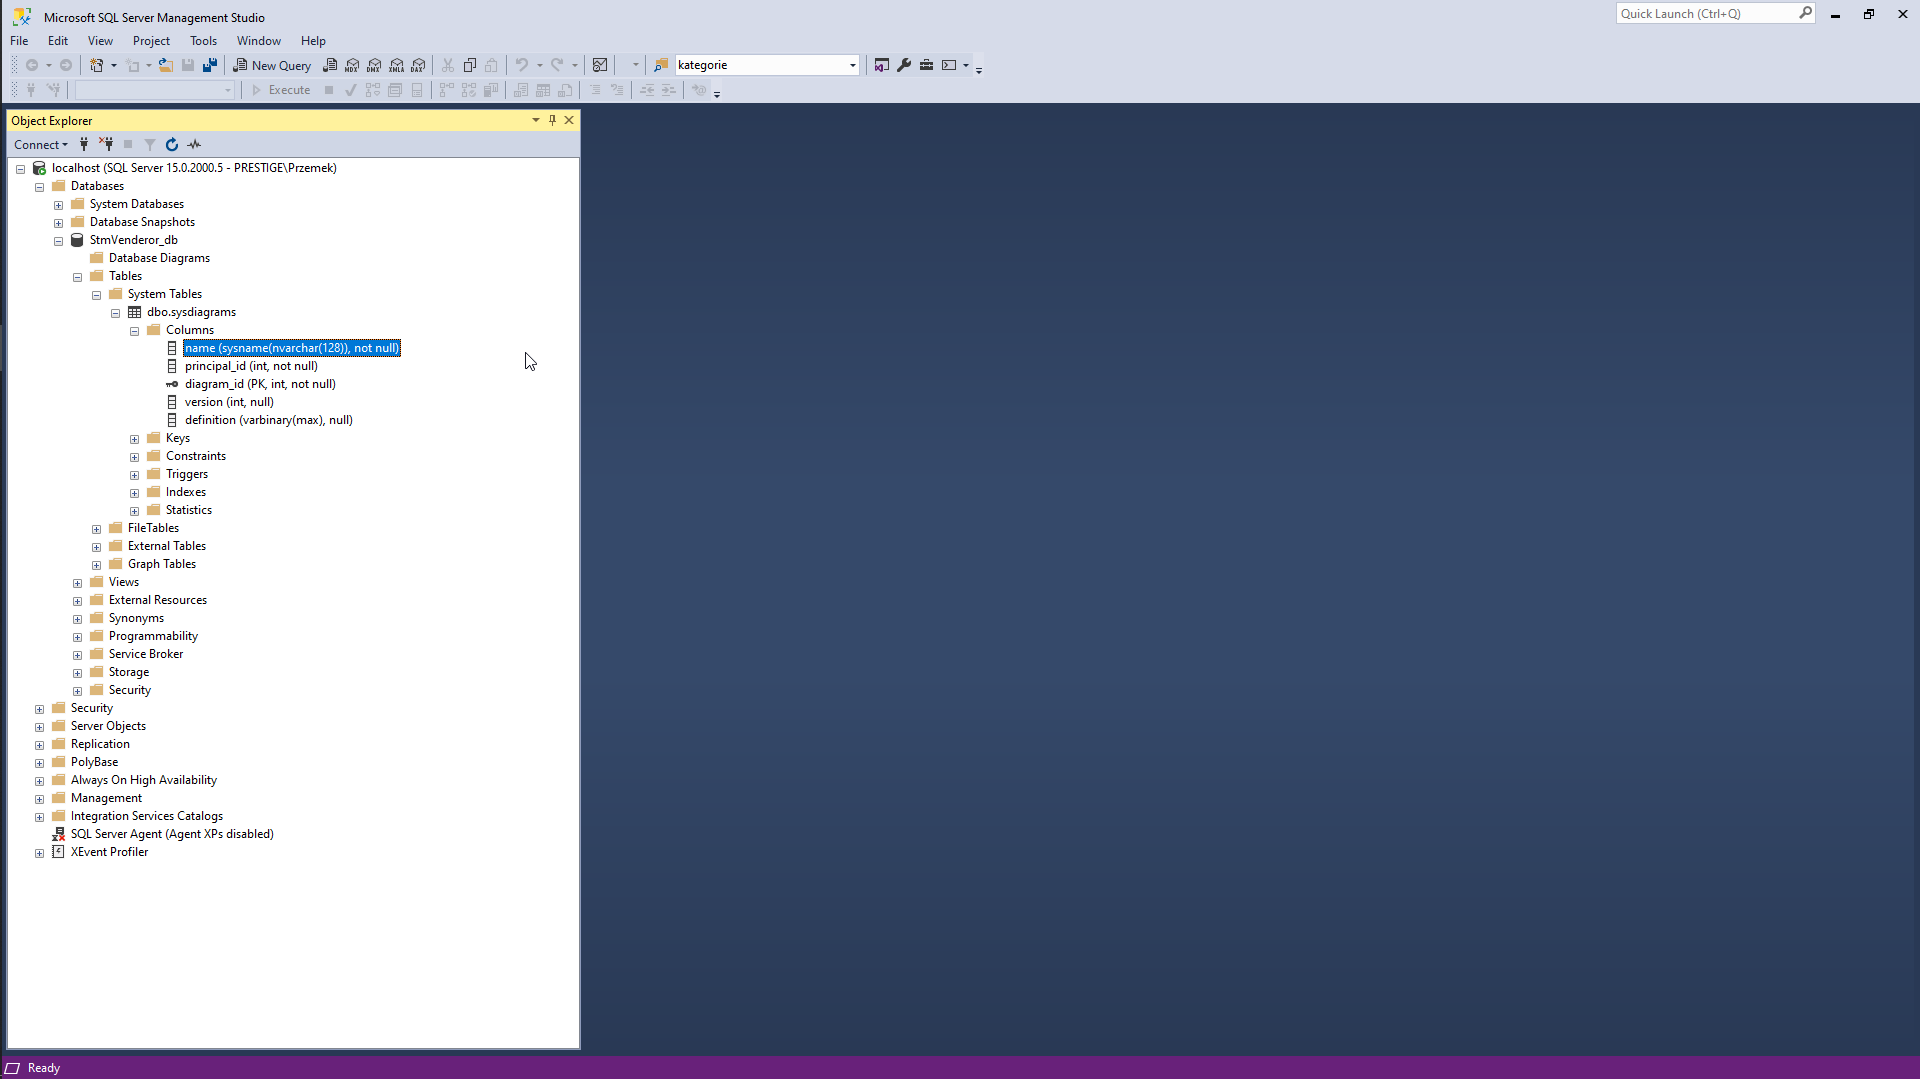 Microsoft SQL Server Management Studio
Quick Launch (Ctrl+Q)
File Edit View Project Tools Window Help
New Query MDX DMX XMLA DAX kategorie
Execute
Object Explorer
Connect
localhost (SQL Server 15.0.2000.5 - PRESTIGE\Przemek)
Databases
System Databases
Database Snapshots
StmVenderor_db
Database Diagrams
Tables
System Tables
dbo.sysdiagrams
Columns
name (sysname(nvarchar(128)), not null)
principal_id (int, not null)
diagram_id (PK, int, not null)
version (int, null)
definition (varbinary(max), null)
Keys
Constraints
Triggers
Indexes
Statistics
FileTables
External Tables
Graph Tables
Views
External Resources
Synonyms
Programmability
Service Broker
Storage
Security
Security
Server Objects
Replication
PolyBase
Always On High Availability
Management
Integration Services Catalogs
SQL Server Agent (Agent XPs disabled)
XEvent Profiler
Ready